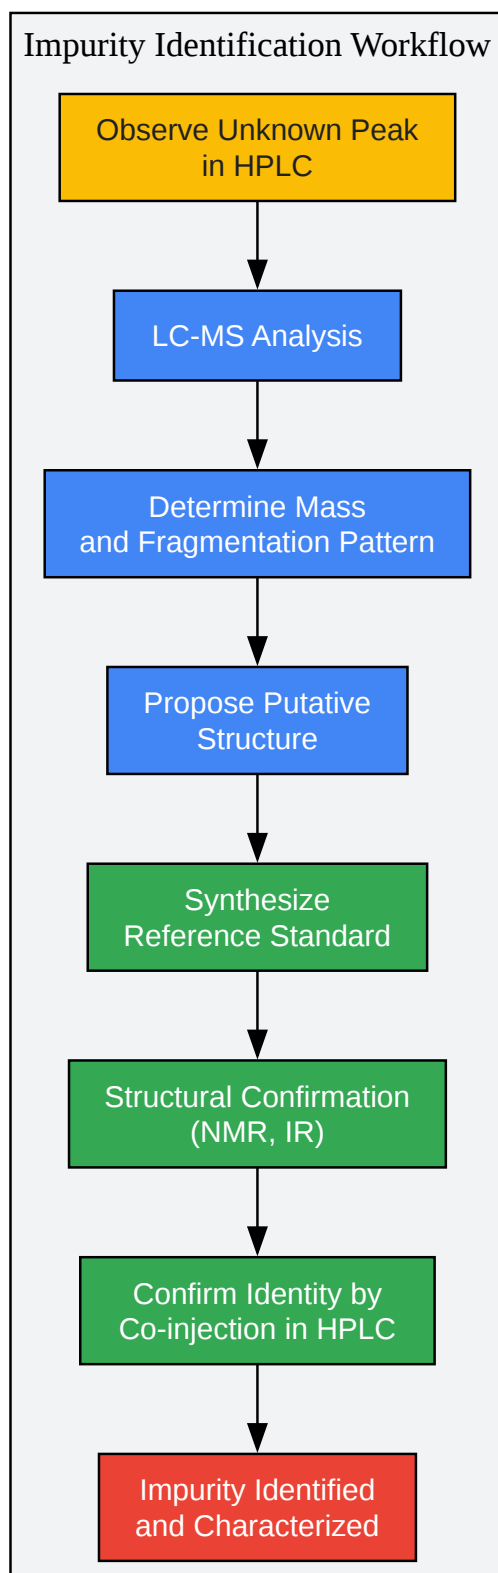 Impurity Identification Workflow
Observe Unknown Peak
in HPLC
LC-MS Analysis
Determine Mass
and Fragmentation Pattern
Propose Putative
Structure
Synthesize
Reference Standard
Structural Confirmation
(NMR, IR)
Confirm Identity by
Co-injection in HPLC
Impurity Identified
and Characterized